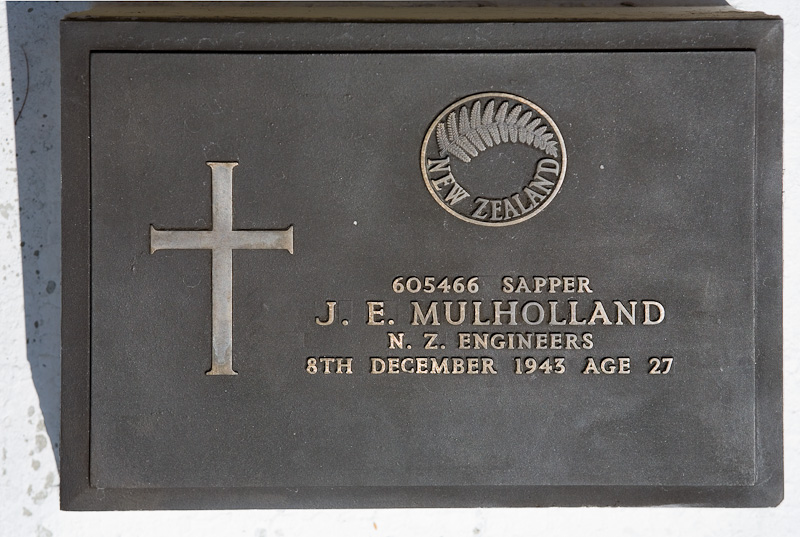 NEW ZEALAND
605466 SAPPER
J. E. MULHOLLAND
N. Z. ENGINEERS
8TH DECEMBER 1943 AGE 27